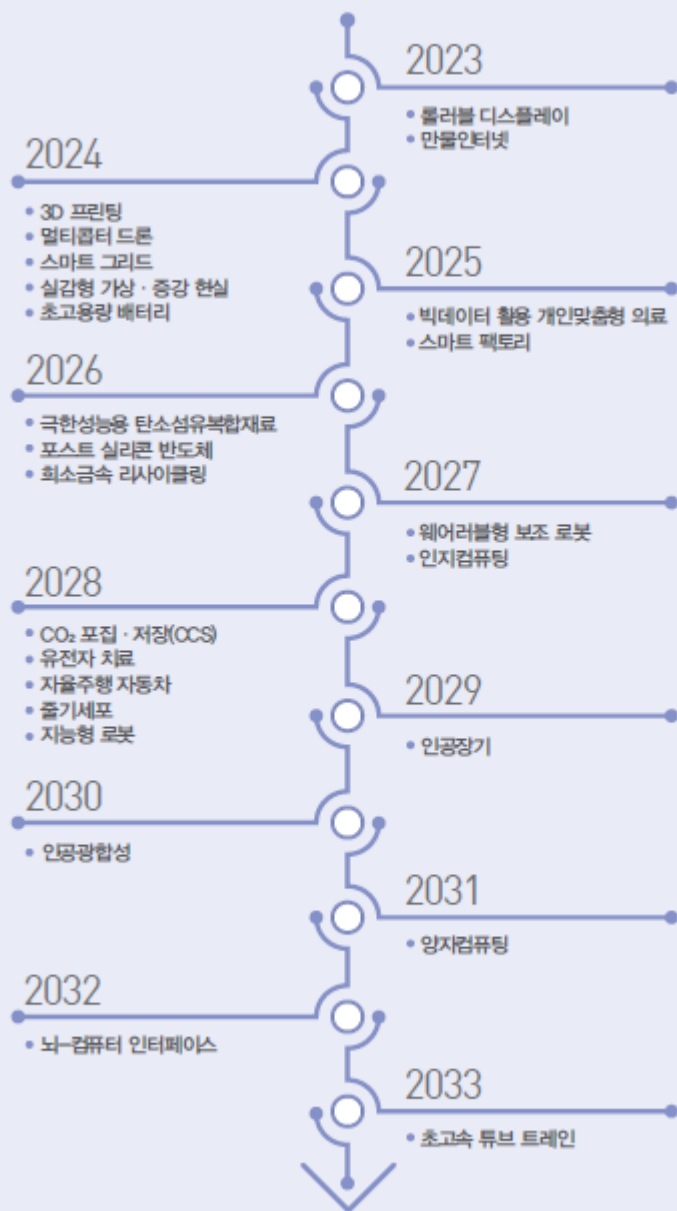 2023
• 롤러블 디스플레이
• 만물인터넷
2024
• 3D 프린팅
• 멀티콥터 드론
• 스마트 그리드
• 실감형 가상 · 증강 현실
• 초고용량 배터리
2025
• 빅데이터 활용 개인맞춤형 의료
• 스마트 팩토리
2026
• 극한성능용 탄소섬유복합재료
• 포스트 실리콘 반도체
• 희소금속 리사이클링
2027
• 웨어러블형 보조 로봇
• 인지컴퓨팅
2028
• CO₂ 포집 · 저장(CCS)
• 유전자 치료
• 자율주행 자동차
• 줄기세포
• 지능형 로봇
2029
• 인공장기
2030
• 인공광합성
2031
• 양자컴퓨팅
2032
• 뇌-컴퓨터 인터페이스
2033
• 초고속 튜브 트레인